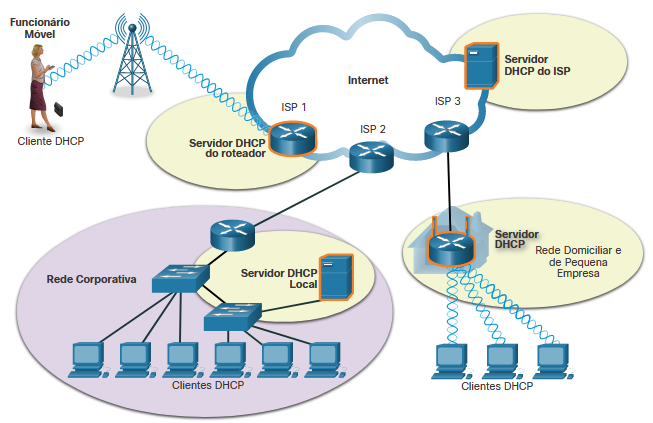 Funcionário
Móvel
Cliente DHCP
Internet
Servidor
DHCP do ISP
ISP 1
ISP 2
ISP 3
Servidor DHCP
do roteador
Rede Corporativa
Servidor DHCP
Local
Clientes DHCP
Servidor
DHCP
Rede Domiciliar e
de Pequena
Empresa
Clientes DHCP